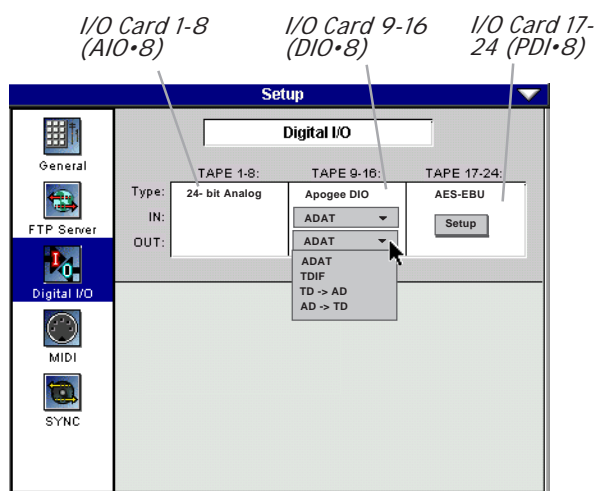 I/O Card 1-8
(AIO•8)
I/O Card 9-16
(DIO•8)
I/O Card 17-
24 (PDI•8)
Setup
Digital I/O
General
FTP Server
Digital I/O
MIDI
SYNC
TAPE 1-8:
TAPE 9-16:
TAPE 17-24:
Type:
24- bit Analog
Apogee DIO
AES-EBU
IN:
ADAT
Setup
OUT:
ADAT
ADAT
TDIF
TD -> AD
AD -> TD